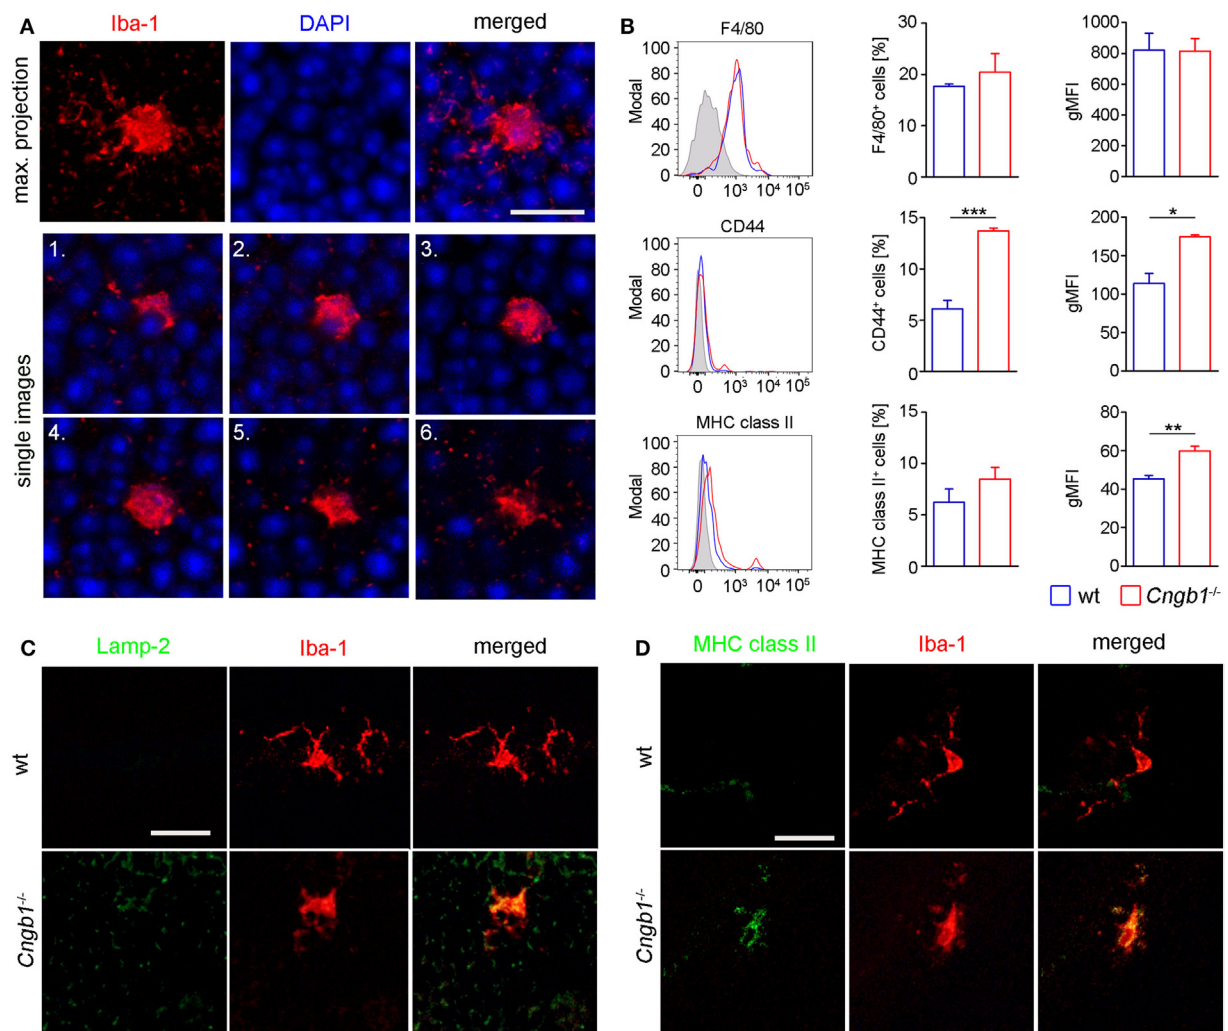 A
Iba-1 DAPI merged
max. projection
single images
1. 2. 3.
4. 5. 6.
B
F4/80
Modal
100
80
60
40
20
0
0 10³ 10⁴ 10⁵
F4/80⁺ cells [%]
30
20
10
0
gMFI
1000
800
600
400
200
0
CD44
Modal
100
80
60
40
20
0
0 10³ 10⁴ 10⁵
CD44⁺ cells [%]
15
10
5
0
***
gMFI
200
150
100
50
0
*
MHC class II
Modal
100
80
60
40
20
0
0 10³ 10⁴ 10⁵
MHC class II⁺ cells [%]
15
10
5
0
gMFI
80
60
40
20
0
**
wt Cngb1⁻/⁻
C
Lamp-2 Iba-1 merged
wt
Cngb1⁻/⁻
D
MHC class II Iba-1 merged
wt
Cngb1⁻/⁻